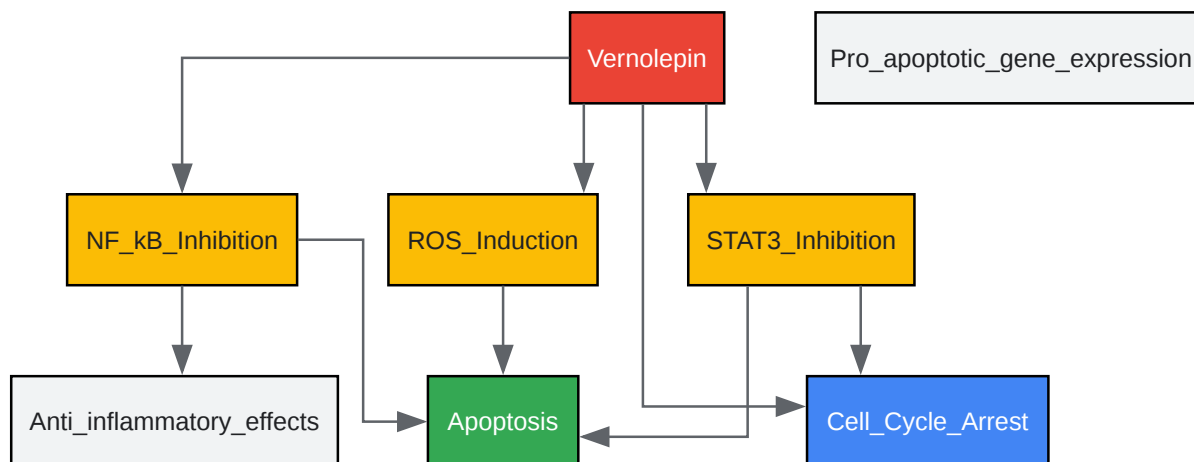 Vernolepin
Pro_apoptotic_gene_expression
NF_kB_Inhibition
ROS_Induction
STAT3_Inhibition
Anti_inflammatory_effects
Apoptosis
Cell_Cycle_Arrest